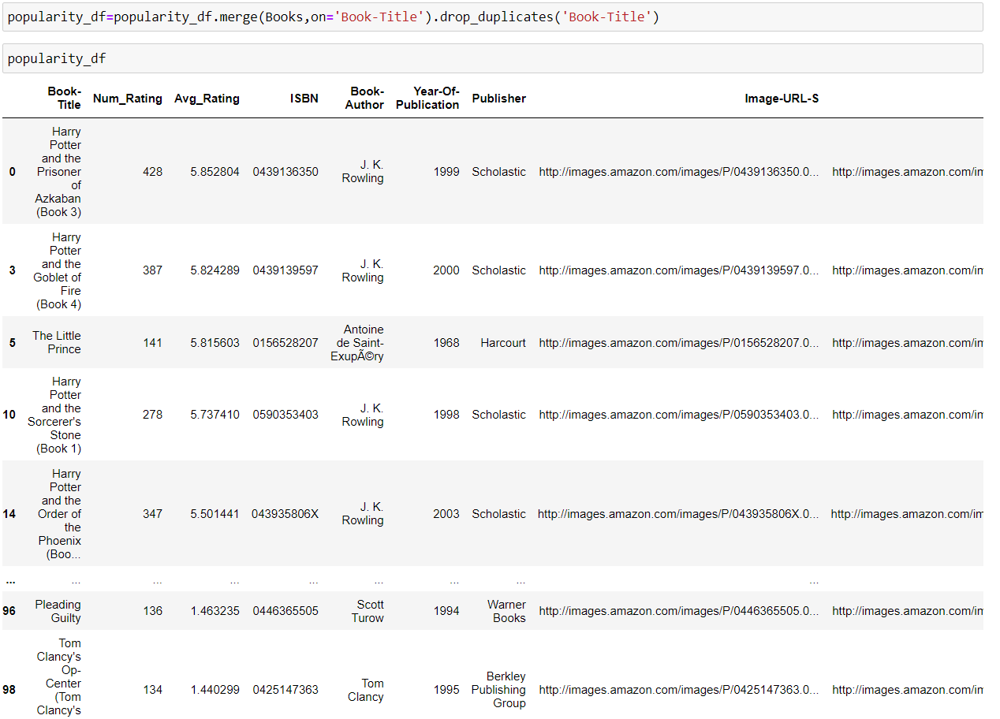 popularity_df=popularity_df.merge(Books,on='Book-Title').drop_duplicates('Book-Title')
popularity_df
Book-Title Num_Rating Avg_Rating ISBN Book-Author Year-Of-Publication Publisher Image-URL-S
0 Harry Potter and the Prisoner of Azkaban (Book 3) 428 5.852804 0439136350 J. K. Rowling 1999 Scholastic http://images.amazon.com/images/P/0439136350.0... http://images.amazon.com/im
3 Harry Potter and the Goblet of Fire (Book 4) 387 5.824289 0439139597 J. K. Rowling 2000 Scholastic http://images.amazon.com/images/P/0439139597.0... http://images.amazon.com/im
5 The Little Prince 141 5.815603 0156528207 Antoine de Saint-ExupÃ©ry 1968 Harcourt http://images.amazon.com/images/P/0156528207.0... http://images.amazon.com/im
10 Harry Potter and the Sorcerer's Stone (Book 1) 278 5.737410 0590353403 J. K. Rowling 1998 Scholastic http://images.amazon.com/images/P/0590353403.0... http://images.amazon.com/im
14 Harry Potter and the Order of the Phoenix (Boo... 347 5.501441 043935806X J. K. Rowling 2003 Scholastic http://images.amazon.com/images/P/043935806X.0... http://images.amazon.com/im
... ... ... ... ... ... ... ... ...
96 Pleading Guilty 136 1.463235 0446365505 Scott Turow 1994 Warner Books http://images.amazon.com/images/P/0446365505.0... http://images.amazon.com/im
98 Tom Clancy's Op-Center (Tom Clancy's 134 1.440299 0425147363 Tom Clancy 1995 Berkley Publishing Group http://images.amazon.com/images/P/0425147363.0... http://images.amazon.com/im